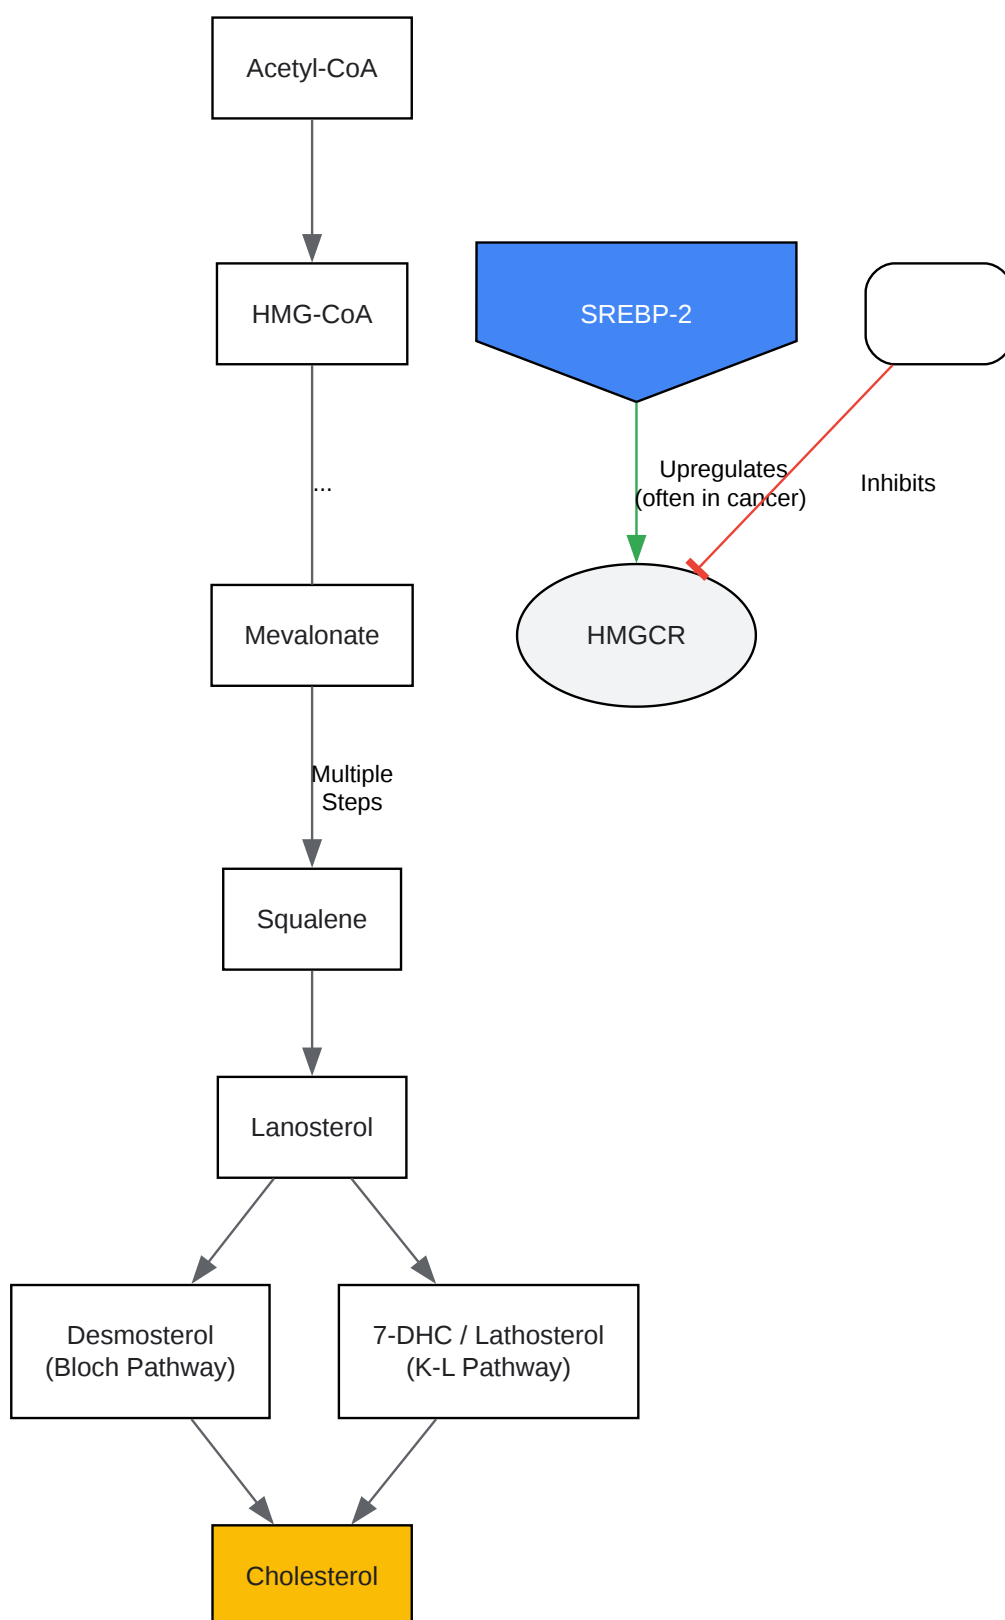 Acetyl-CoA
HMG-CoA
SREBP-2
Upregulates
(often in cancer)
Inhibits
...
Mevalonate
HMGCR
Multiple
Steps
Squalene
Lanosterol
Desmosterol
(Bloch Pathway)
7-DHC / Lathosterol
(K-L Pathway)
Cholesterol